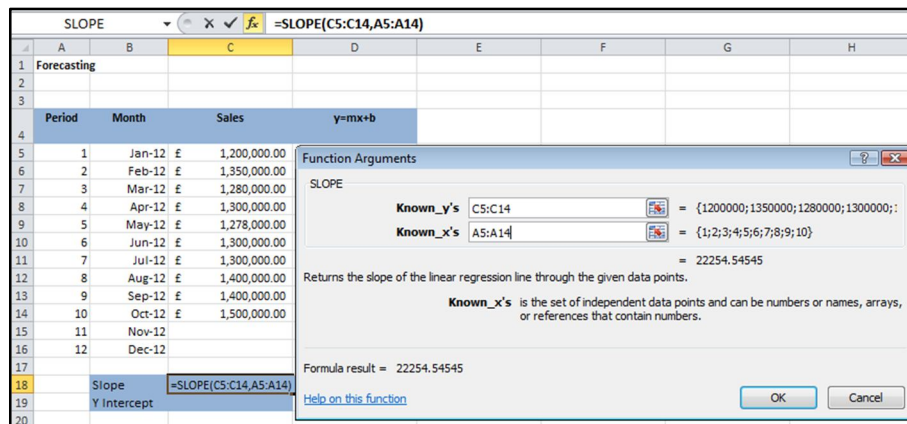 SLOPE fx =SLOPE(C5:C14,A5:A14)
A B C D E F G H
1 Forecasting
2
3
4 Period Month Sales y=mx+b
5 1 Jan-12 £ 1,200,000.00
6 2 Feb-12 £ 1,350,000.00
7 3 Mar-12 £ 1,280,000.00
8 4 Apr-12 £ 1,300,000.00
9 5 May-12 £ 1,278,000.00
10 6 Jun-12 £ 1,300,000.00
11 7 Jul-12 £ 1,300,000.00
12 8 Aug-12 £ 1,400,000.00
13 9 Sep-12 £ 1,400,000.00
14 10 Oct-12 £ 1,500,000.00
15 11 Nov-12
16 12 Dec-12
17
18 Slope =SLOPE(C5:C14,A5:A14)
19 Y Intercept
20
Function Arguments
SLOPE
Known_y's C5:C14 = {1200000;1350000;1280000;1300000;1
Known_x's A5:A14 = {1;2;3;4;5;6;7;8;9;10}
= 22254.54545
Returns the slope of the linear regression line through the given data points.
Known_x's is the set of independent data points and can be numbers or names, arrays,
or references that contain numbers.
Formula result = 22254.54545
Help on this function OK Cancel